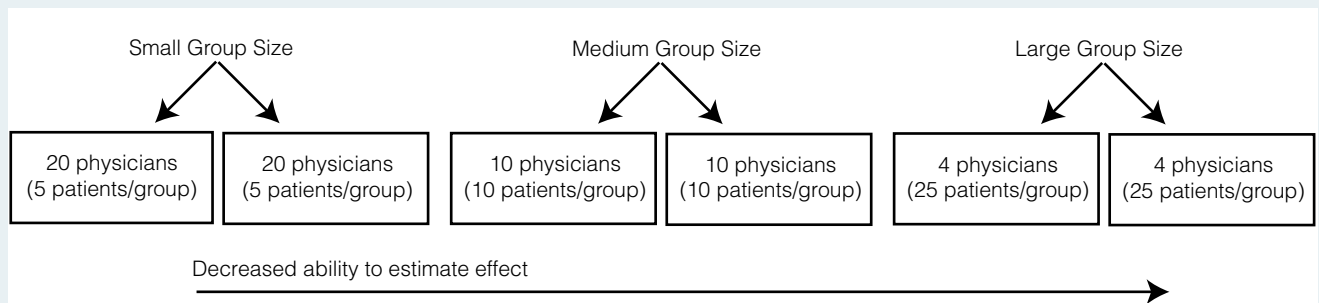 Small Group Size
Medium Group Size
Large Group Size
20 physicians
(5 patients/group)
20 physicians
(5 patients/group)
10 physicians
(10 patients/group)
10 physicians
(10 patients/group)
4 physicians
(25 patients/group)
4 physicians
(25 patients/group)
Decreased ability to estimate effect